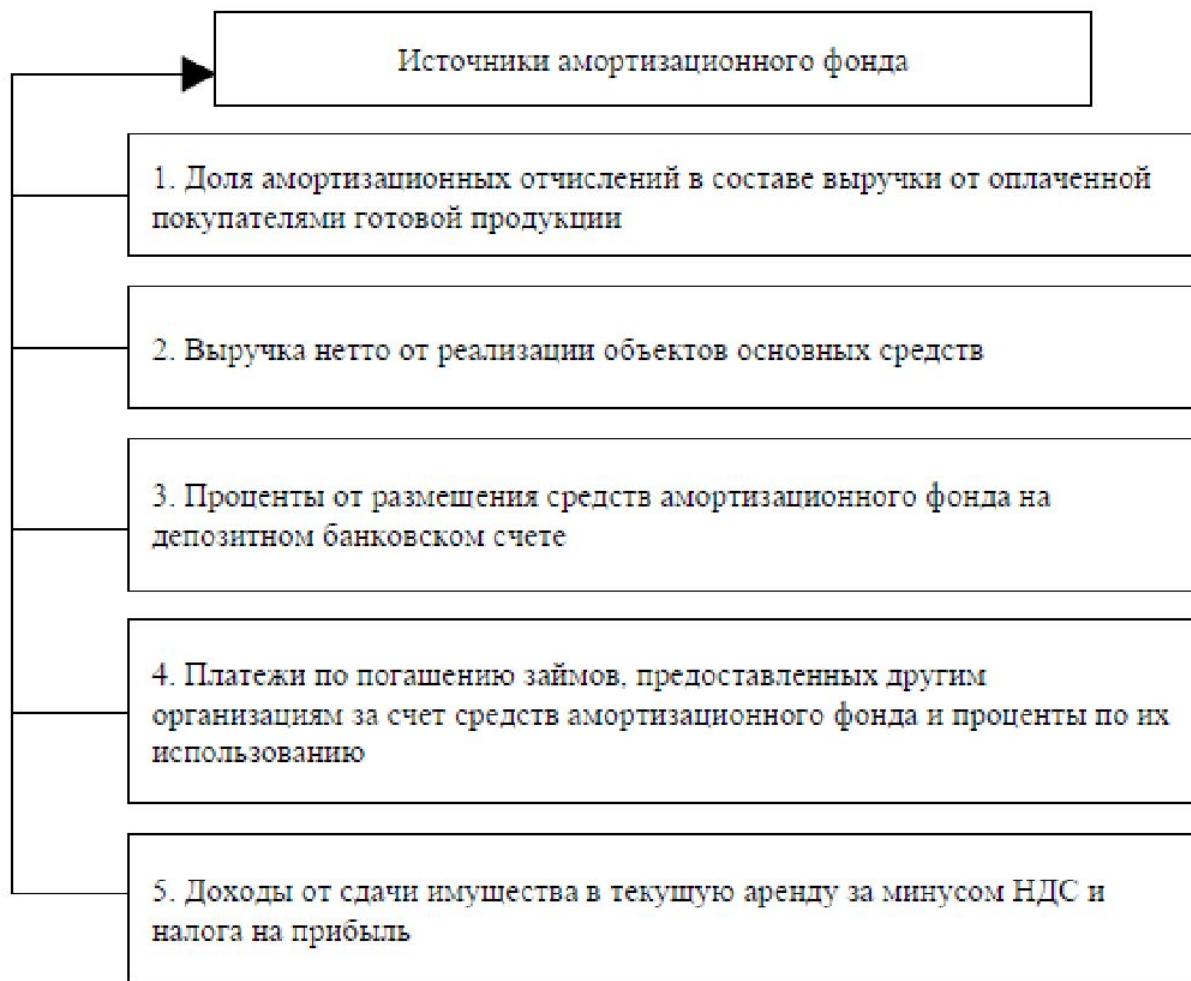 Источники амортизационного фонда
1. Доля амортизационных отчислений в составе выручки от оплаченной
покупателями готовой продукции
2. Выручка нетто от реализации объектов основных средств
3. Проценты от размещения средств амортизационного фонда на
депозитном банковском счете
4. Платежи по погашению займов, предоставленных другим
организациям за счет средств амортизационного фонда и проценты по их
использованию
5. Доходы от сдачи имущества в текущую аренду за минусом НДС и
налога на прибыль